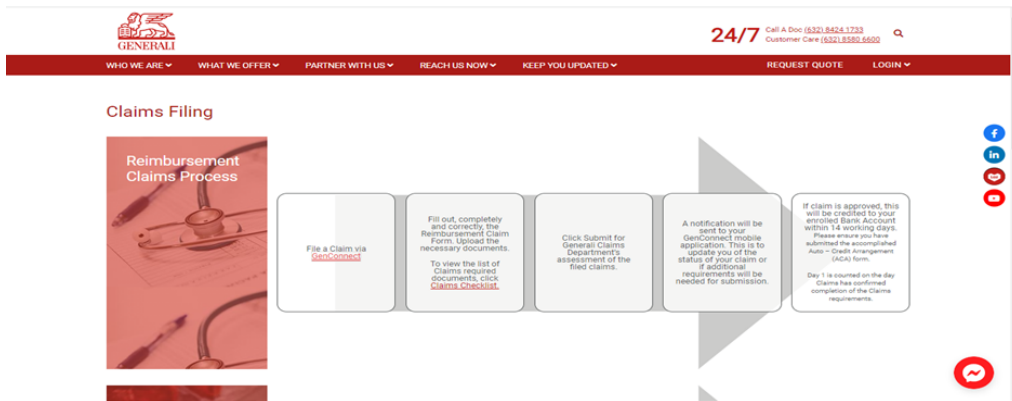 GENERALI
24/7
Call A Doc (632) 8424 1733
Customer Care (632) 8580 6600
WHO WE ARE
WHAT WE OFFER
PARTNER WITH US
REACH US NOW
KEEP YOU UPDATED
REQUEST QUOTE
LOGIN
Claims Filing
Reimbursement
Claims Process
File a Claim via
GenConnect
Fill out, completely
and correctly, the
Reimbursement Claim
Form. Upload the
necessary documents.
To view the list of
Claims required
documents, click
Claims Checklist.
Click Submit for
Generali Claims
Department's
assessment of the
filed claims.
A notification will be
sent to your
GenConnect mobile
application. This is to
update you of the
status of your claim or
if additional
requirements will be
needed for submission.
If claim is approved, this
will be credited to your
enrolled Bank Account
within 14 working days.
Please ensure you have
submitted the accomplished
Auto – Credit Arrangement
(ACA) form.
Day 1 is counted on the day
Claims has confirmed
completion of the Claims
requirements.